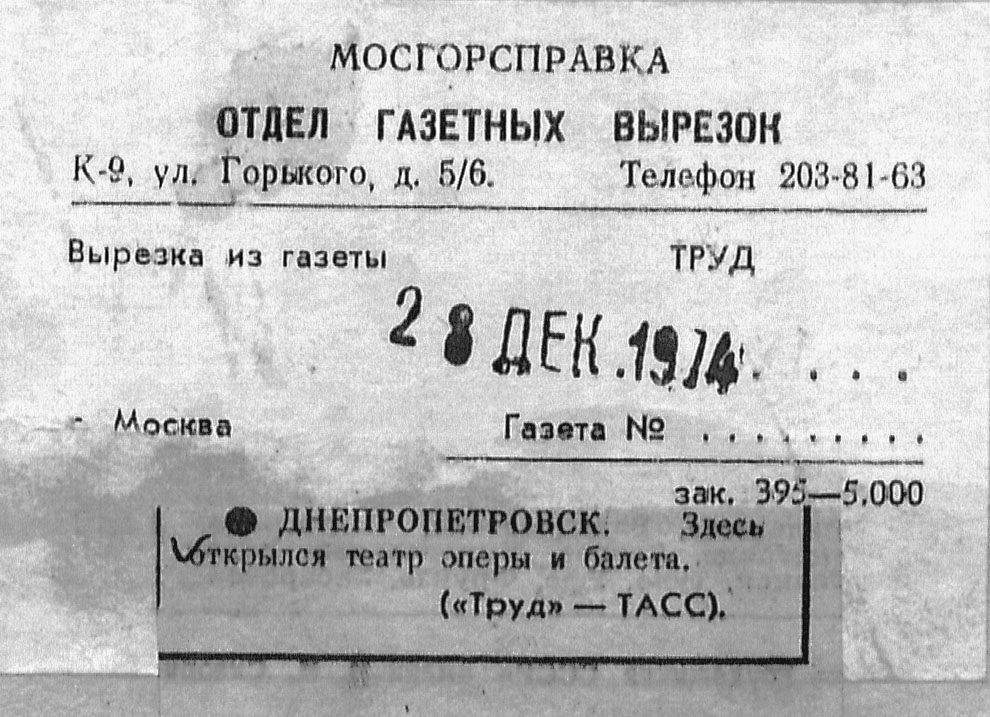 МОСГОРСПРАВКА
ОТДЕЛ ГАЗЕТНЫХ ВЫРЕЗОК
К-9, ул. Горького, д. 5/6. Телефон 203-81-63
Вырезка из газеты ТРУД
28 ДЕК. 1974 . . . .
- Москва Газета № . . . . . . . . .
зак. 395—5.000
● ДНЕПРОПЕТРОВСК. Здесь
открылся театр оперы и балета.
(«Труд» — ТАСС).